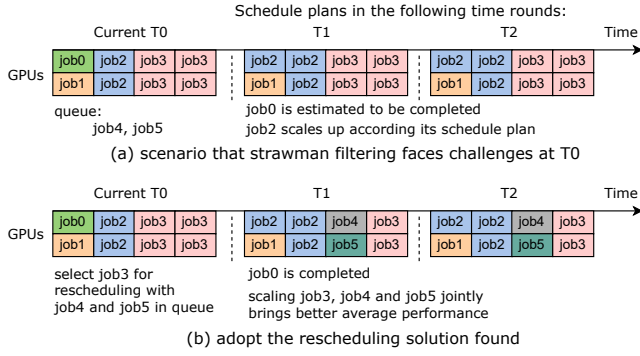 Schedule plans in the following time rounds:
Current T0 T1 T2 Time
GPUs
job0 job2 job3 job3 job2 job2 job3 job3 job2 job2 job3 job3
job1 job2 job3 job3 job1 job2 job3 job3 job1 job2 job3 job3
queue:
job4, job5
job0 is estimated to be completed
job2 scales up according its schedule plan
(a) scenario that strawman filtering faces challenges at T0
Current T0 T1 T2 Time
GPUs
job0 job2 job3 job3 job2 job2 job4 job3 job2 job2 job4 job3
job1 job2 job3 job3 job1 job2 job5 job3 job1 job2 job5 job3
select job3 for
rescheduling with
job4 and job5 in queue
job0 is completed
scaling job3, job4 and job5 jointly
brings better average performance
(b) adopt the rescheduling solution found